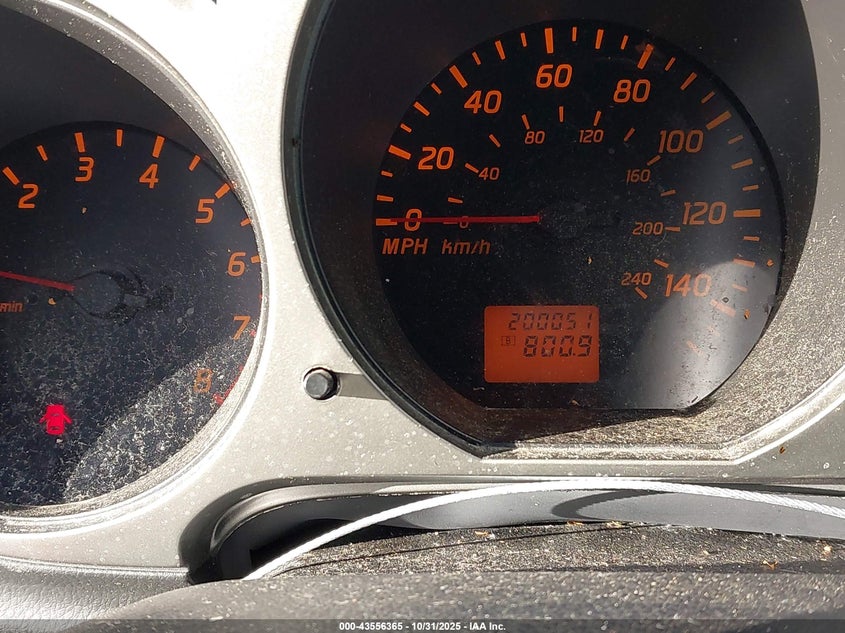 2 3 4 5 6 7 8
min
0 20 40 60 80 100 120 140
0 40 80 120 160 200 240
MPH km/h
200051
B 800.9
000-43556365 - 10/31/2025 - IAA Inc.